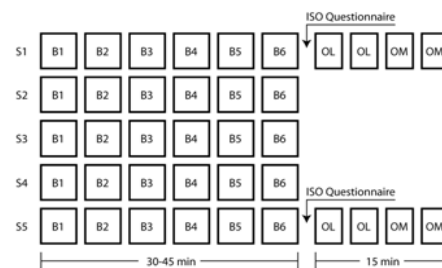 ISO Questionnaire
S1 B1 B2 B3 B4 B5 B6 OL OL OM OM
S2 B1 B2 B3 B4 B5 B6
S3 B1 B2 B3 B4 B5 B6
S4 B1 B2 B3 B4 B5 B6
ISO Questionnaire
S5 B1 B2 B3 B4 B5 B6 OL OL OM OM
30-45 min 15 min